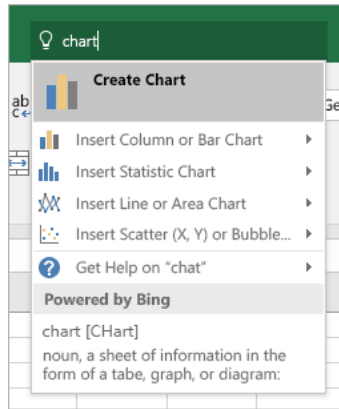 chart
Create Chart
ab
c
Ge
Insert Column or Bar Chart
Insert Statistic Chart
Insert Line or Area Chart
Insert Scatter (X, Y) or Bubble...
? Get Help on "chat"
Powered by Bing
chart [CHart]
noun, a sheet of information in the
form of a tabe, graph, or diagram: